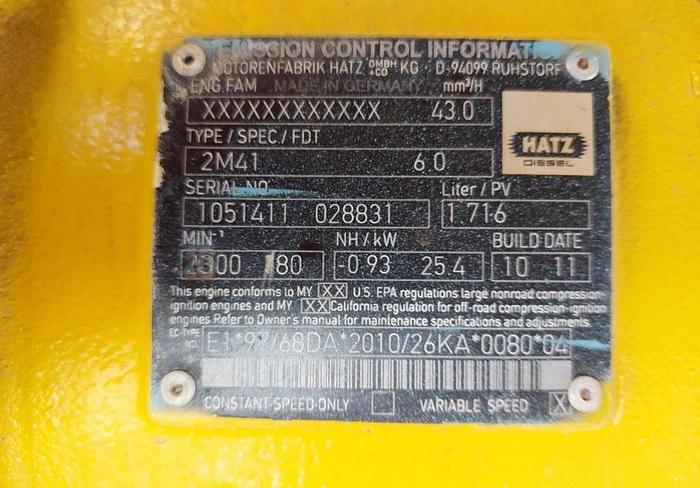 EMISSION CONTROL INFORMAT
MOTORENFABRIK HATZ GMBH +CO KG D-94099 RUHSTORF
ENG.FAM MADE IN GERMANY mm³/H
XXXXXXXXXXXX 43.0
TYPE / SPEC / FDT
2M41 6.0
HATZ
DIESEL
SERIAL NO Liter / PV
1051411 028831 1.716
MIN⁻¹ NH / kW BUILD DATE
80 -0.93 25.4 10 11
This engine conforms to MY XX U.S. EPA regulations large nonroad compression-
ignition engines and MY XX California regulation for off-road compression-ignition
engines Refer to Owner's manual for maintenance specifications and adjustments.
EC-TYPE NO. E1*97/68DA*2010/26KA*0080*04
CONSTANT-SPEED-ONLY VARIABLE SPEED X